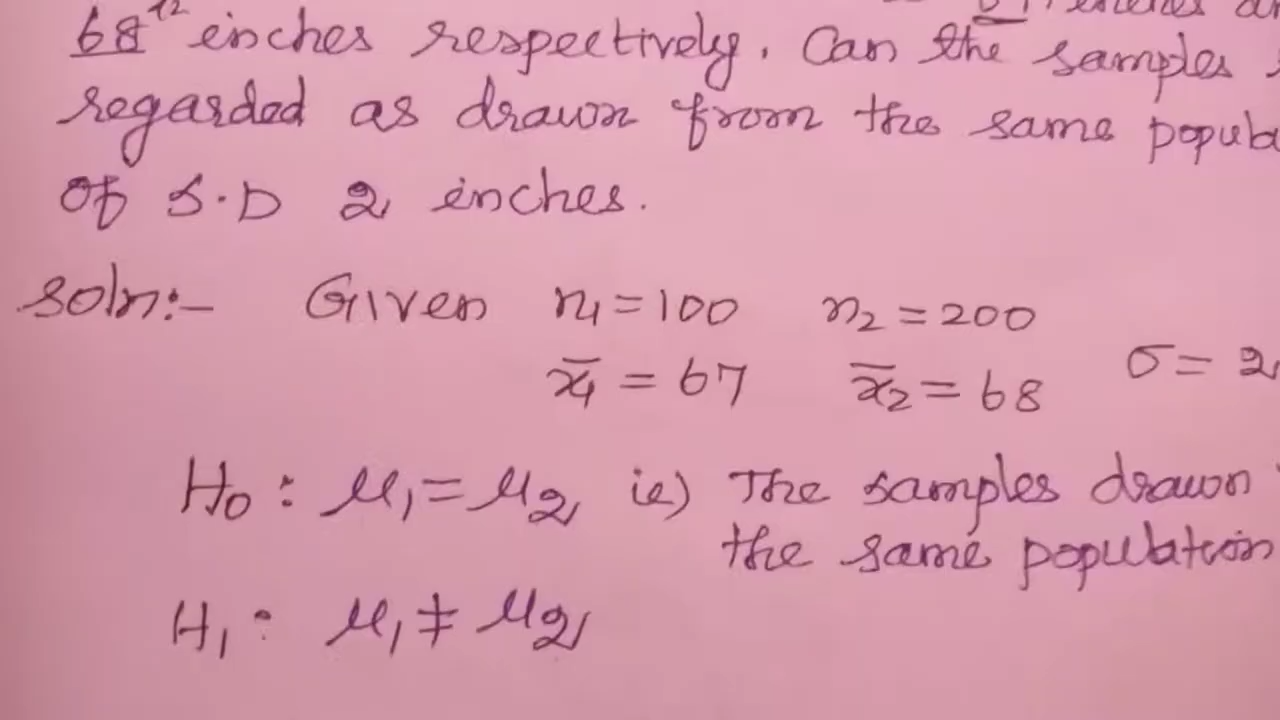 inches
68 x̄2 inches respectively. Can the samples
regarded as drawn from the same popula
of S.D 2 inches.
Soln:- Given n1 = 100 n2 = 200
x̄1 = 67 x̄2 = 68 σ = 2
H0 : μ1 = μ2 ie) The samples drawn
the same population
H1 : μ1 ≠ μ2